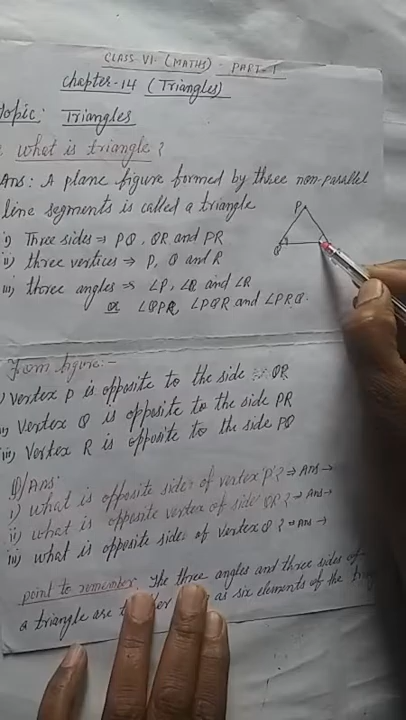 CLASS VI (MATHS) - PART-I
chapter-14 (Triangles)
Topic: Triangles
what is triangle?
Ans: A plane figure formed by three non-parallel
line segments is called a triangle
P
Q
i) Three sides ⇒ PQ, QR and PR
ii) three vertices → P, Q and R
iii) three angles ⇒ ∠P, ∠Q and ∠R
or ∠QPR, ∠PQR and ∠PRQ.
From figure:-
i) vertex P is opposite to the side QR
ii) Vertex Q is opposite to the side PR
iii) Vertex R is opposite to the side PQ
Q/Ans:
i) what is opposite side of vertex 'P'? ⇒ Ans →
ii) what is opposite vertex of side QR? ⇒ Ans →
iii) what is opposite side of vertex Q? ⇒ Ans →
point to remember: The three angles and three sides of
a triangle are as six elements of the